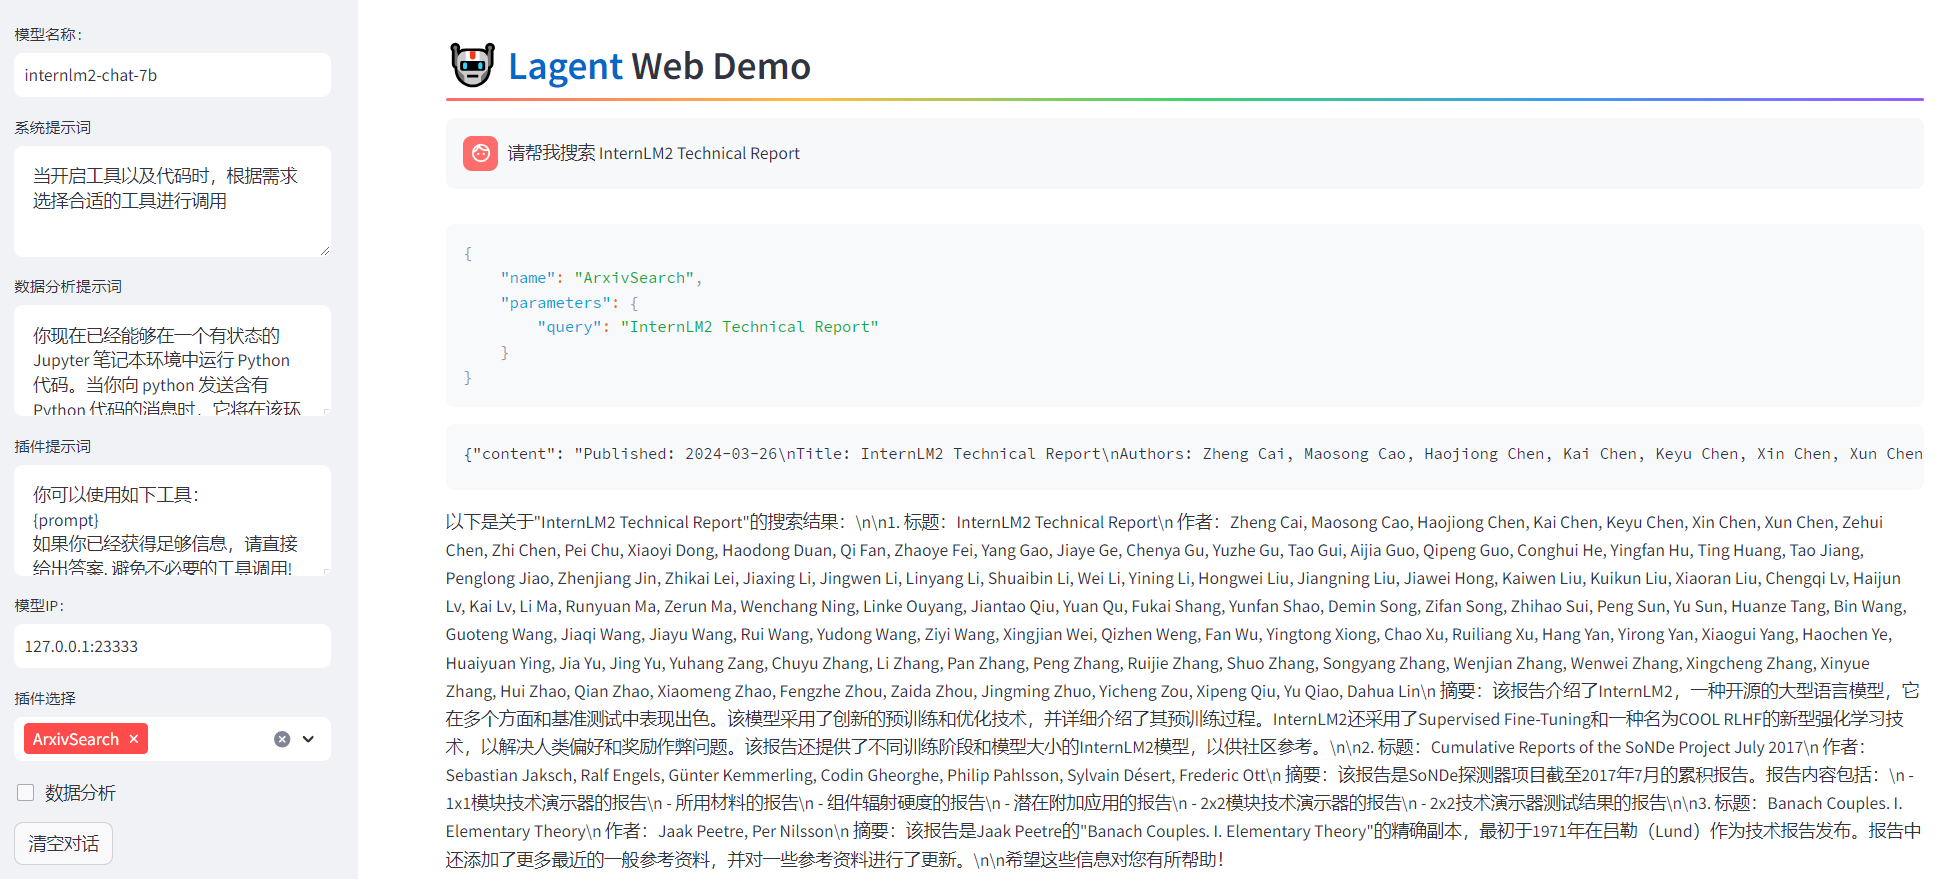 模型名称：
internlm2-chat-7b
系统提示词
当开启工具以及代码时，根据需求
选择合适的工具进行调用
数据分析提示词
你现在已经能够在一个有状态的
Jupyter 笔记本环境中运行 Python
代码。当你向 python 发送含有
Python 代码的消息时，它将在该环
插件提示词
你可以使用如下工具：
{prompt}
如果你已经获得足够信息，请直接
给出答案. 避免不必要的工具调用!
模型IP：
127.0.0.1:23333
插件选择
ArxivSearch ×
数据分析
清空对话
Lagent Web Demo
请帮我搜索 InternLM2 Technical Report
{
"name": "ArxivSearch",
"parameters": {
"query": "InternLM2 Technical Report"
}
}
{"content": "Published: 2024-03-26\nTitle: InternLM2 Technical Report\nAuthors: Zheng Cai, Maosong Cao, Haojiong Chen, Kai Chen, Keyu Chen, Xin Chen, Xun Chen
以下是关于"InternLM2 Technical Report"的搜索结果：\n\n1. 标题：InternLM2 Technical Report\n 作者：Zheng Cai, Maosong Cao, Haojiong Chen, Kai Chen, Keyu Chen, Xin Chen, Xun Chen, Zehui
Chen, Zhi Chen, Pei Chu, Xiaoyi Dong, Haodong Duan, Qi Fan, Zhaoye Fei, Yang Gao, Jiaye Ge, Chenya Gu, Yuzhe Gu, Tao Gui, Aijia Guo, Qipeng Guo, Conghui He, Yingfan Hu, Ting Huang, Tao Jiang,
Penglong Jiao, Zhenjiang Jin, Zhikai Lei, Jiaxing Li, Jingwen Li, Linyang Li, Shuaibin Li, Wei Li, Yining Li, Hongwei Liu, Jiangning Liu, Jiawei Hong, Kaiwen Liu, Kuikun Liu, Xiaoran Liu, Chengqi Lv, Haijun
Lv, Kai Lv, Li Ma, Runyuan Ma, Zerun Ma, Wenchang Ning, Linke Ouyang, Jiantao Qiu, Yuan Qu, Fukai Shang, Yunfan Shao, Demin Song, Zifan Song, Zhihao Sui, Peng Sun, Yu Sun, Huanze Tang, Bin Wang,
Guoteng Wang, Jiaqi Wang, Jiayu Wang, Rui Wang, Yudong Wang, Ziyi Wang, Xingjian Wei, Qizhen Weng, Fan Wu, Yingtong Xiong, Chao Xu, Ruiliang Xu, Hang Yan, Yirong Yan, Xiaogui Yang, Haochen Ye,
Huaiyuan Ying, Jia Yu, Jing Yu, Yuhang Zang, Chuyu Zhang, Li Zhang, Pan Zhang, Peng Zhang, Ruijie Zhang, Shuo Zhang, Songyang Zhang, Wenjian Zhang, Wenwei Zhang, Xingcheng Zhang, Xinyue
Zhang, Hui Zhao, Qian Zhao, Xiaomeng Zhao, Fengzhe Zhou, Zaida Zhou, Jingming Zhuo, Yicheng Zou, Xipeng Qiu, Yu Qiao, Dahua Lin\n 摘要：该报告介绍了InternLM2，一种开源的大型语言模型，它
在多个方面和基准测试中表现出色。该模型采用了创新的预训练和优化技术，并详细介绍了其预训练过程。InternLM2还采用了Supervised Fine-Tuning和一种名为COOL RLHF的新型强化学习技
术，以解决人类偏好和奖励作弊问题。该报告还提供了不同训练阶段和模型大小的InternLM2模型，以供社区参考。\n\n2. 标题：Cumulative Reports of the SoNDe Project July 2017\n 作者：
Sebastian Jaksch, Ralf Engels, Günter Kemmerling, Codin Gheorghe, Philip Pahlsson, Sylvain Désert, Frederic Ott\n 摘要：该报告是SoNDe探测器项目截至2017年7月的累积报告。报告内容包括：\n -
1x1模块技术演示器的报告\n - 所用材料的报告\n - 组件辐射硬度的报告\n - 潜在附加应用的报告\n - 2x2模块技术演示器的报告\n - 2x2技术演示器测试结果的报告\n\n3. 标题：Banach Couples. I.
Elementary Theory\n 作者：Jaak Peetre, Per Nilsson\n 摘要：该报告是Jaak Peetre的"Banach Couples. I. Elementary Theory"的精确副本，最初于1971年在吕勒（Lund）作为技术报告发布。报告中
还添加了更多最近的一般参考资料，并对一些参考资料进行了更新。\n\n希望这些信息对您有所帮助！